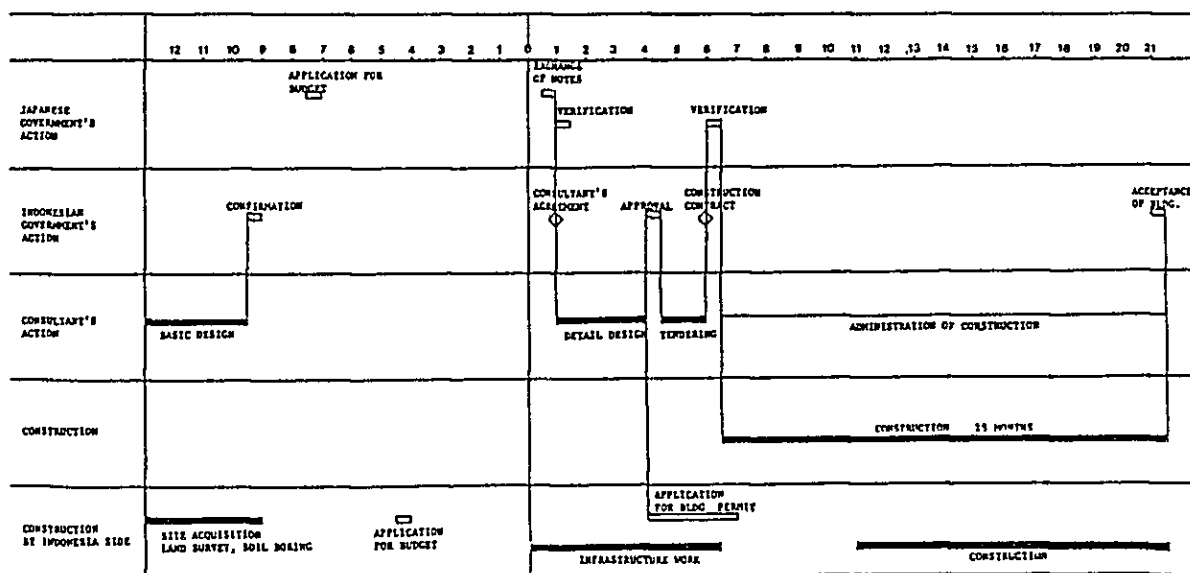 12 11 10 9 8 7 6 5 4 3 2 1 0 1 2 3 4 5 6 7 8 9 10 11 12 ,13 14 15 16 17 18 19 20 21
JAPANESE
GOVERNMENT'S
ACTION
APPLICATION FOR
BUDGET
EXCHANGE
OF NOTES
VERIFICATION
VERIFICATION
INDONESIAN
GOVERNMENT'S
ACTION
CONFIRMATION
CONSULTANT'S
AGREEMENT
APPROVAL
CONSTRUCTION
CONTRACT
ACCEPTANCE
OF BLDG.
CONSULTANT'S
ACTION
BASIC DESIGN
DETAIL DESIGN
TENDERING
ADMINISTRATION OF CONSTRUCTION
CONSTRUCTION
CONSTRUCTION 15 MONTHS
CONSTRUCTION
BY INDONESIA SIDE
SITE ACQUISITION
LAND SURVEY, SOIL BORING
APPLICATION
FOR BUDGET
APPLICATION
FOR BLDG PERMIT
INFRASTRUCTURE WORK
CONSTRUCTION